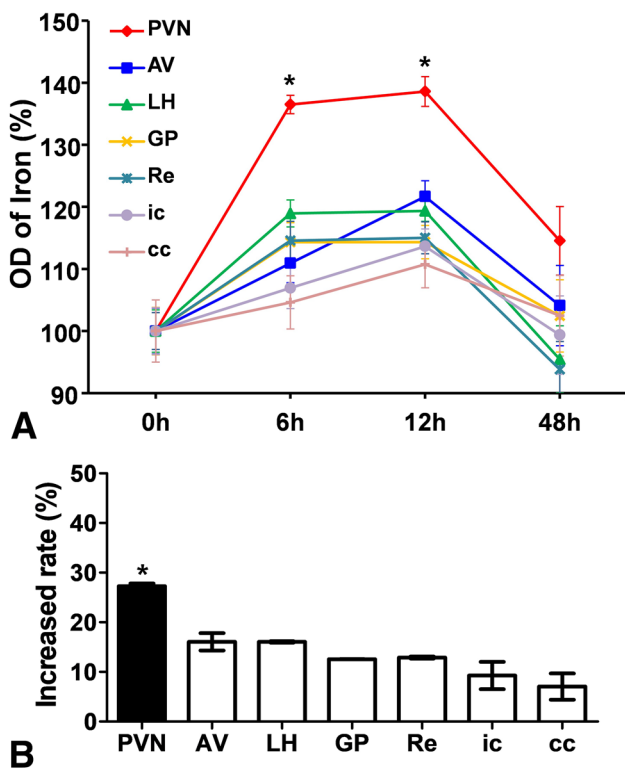 150
140
130
120
110
100
90
OD of Iron (%)
PVN
AV
LH
GP
Re
ic
cc
*
*
0h
6h
12h
48h
A
50
40
30
20
10
0
Increased rate (%)
*
PVN
AV
LH
GP
Re
ic
cc
B